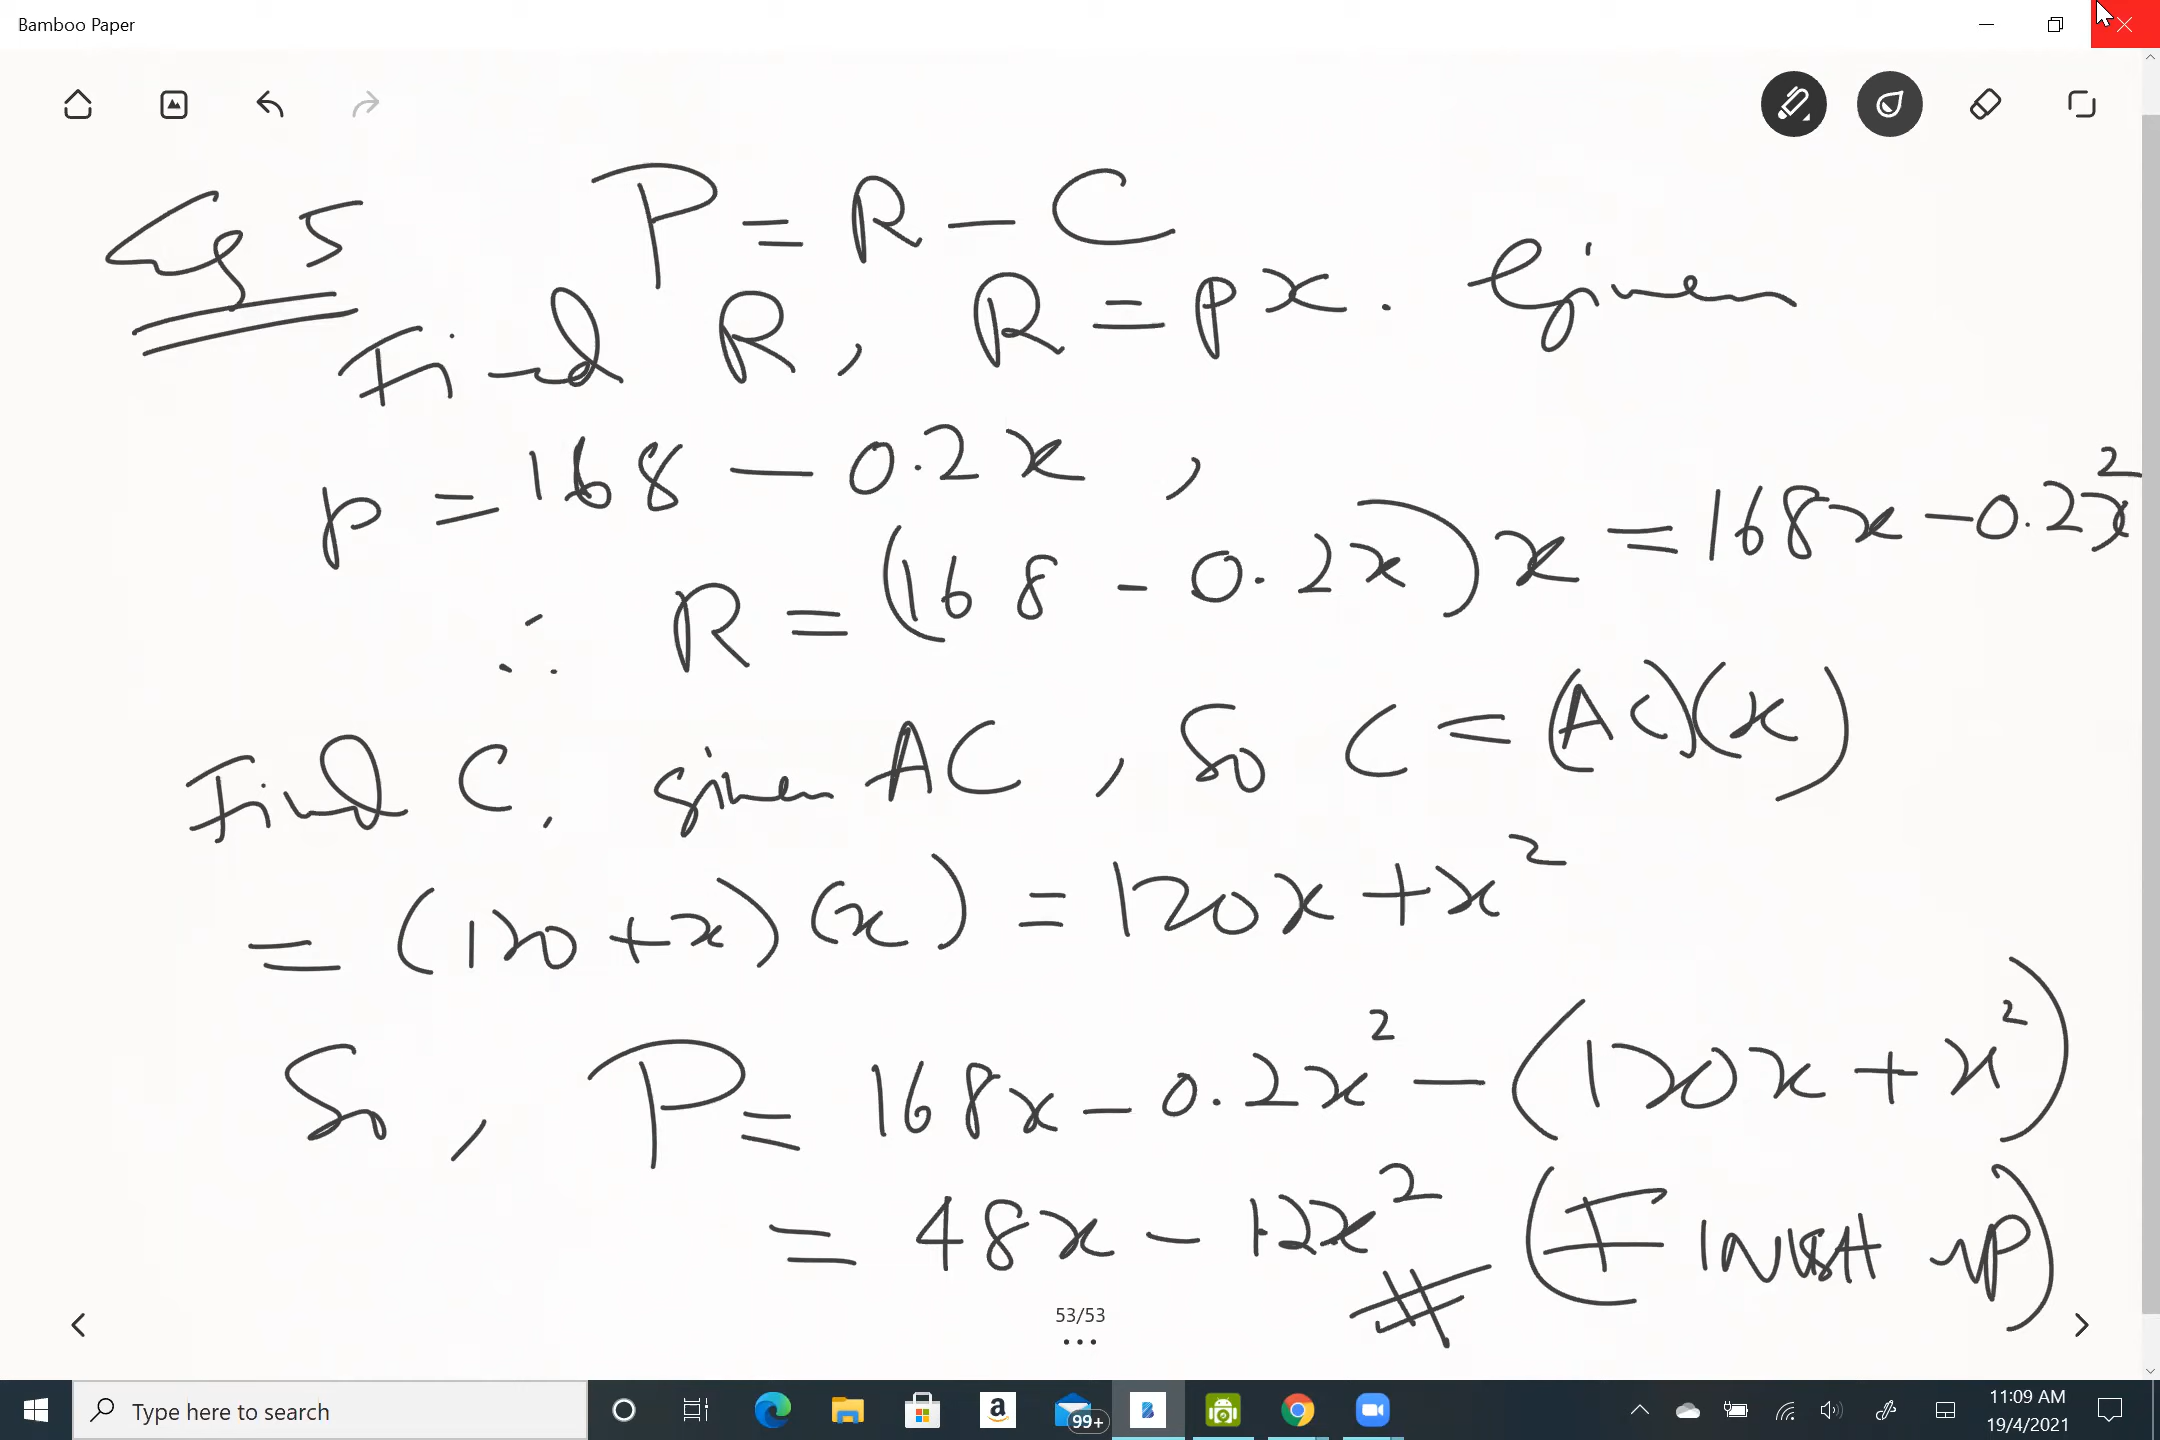 Bamboo Paper
Eg 5
P = R - C
Find R, R = px. Given
p = 168 - 0.2x,
∴ R = (168 - 0.2x)x = 168x - 0.2x²
Find C, given AC, So C = (AC)(x)
= (120 + x)(x) = 120x + x²
So, P = 168x - 0.2x² - (120x + x²)
= 48x - 1.2x² # (FINISH UP)
53/53
Type here to search
99+
11:09 AM
19/4/2021